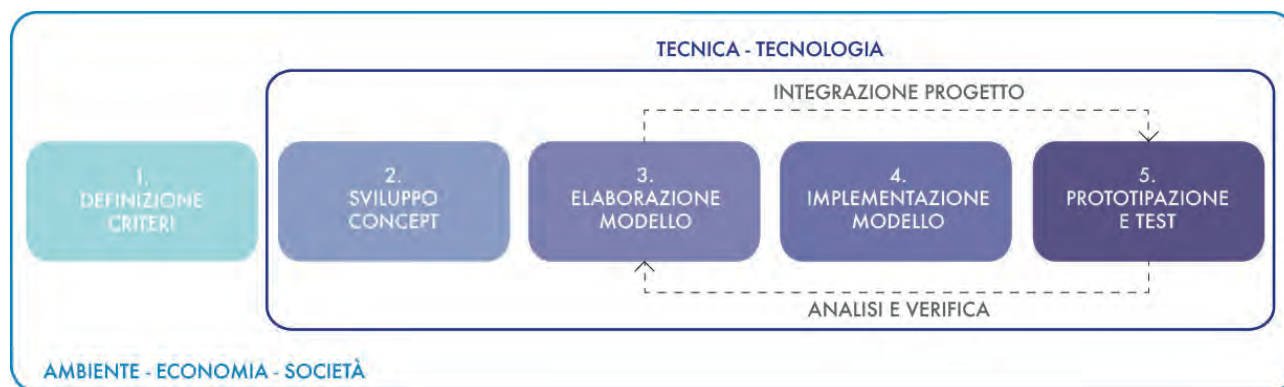 TECNICA - TECNOLOGIA
INTEGRAZIONE PROGETTO
1.
DEFINIZIONE
CRITERI
2.
SVILUPPO
CONCEPT
3.
ELABORAZIONE
MODELLO
4.
IMPLEMENTAZIONE
MODELLO
5.
PROTOTIPAZIONE
E TEST
ANALISI E VERIFICA
AMBIENTE - ECONOMIA - SOCIETÀ